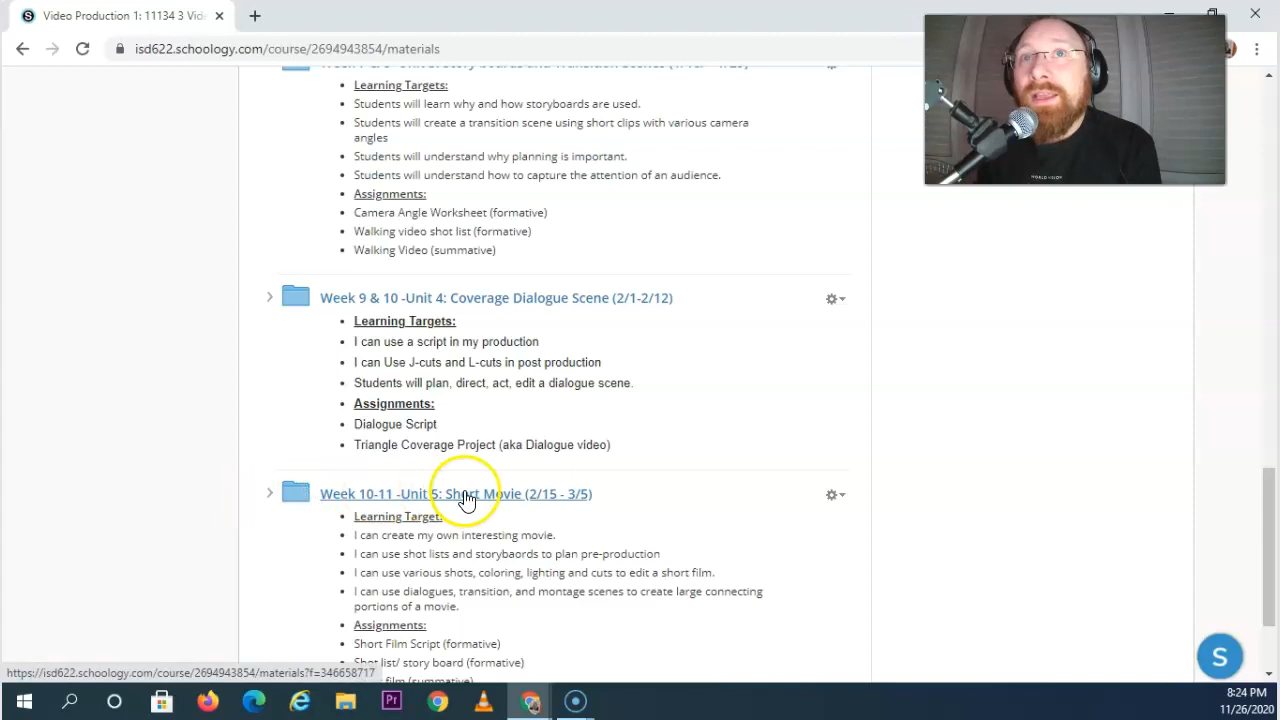 Video Production 1: 11134 3 Vide
isd622.schoology.com/course/2694943854/materials
Learning Targets:
Students will learn why and how storyboards are used.
Students will create a transition scene using short clips with various camera
angles
Students will understand why planning is important.
Students will understand how to capture the attention of an audience.
Assignments:
Camera Angle Worksheet (formative)
Walking video shot list (formative)
Walking Video (summative)
Week 9 & 10 -Unit 4: Coverage Dialogue Scene (2/1-2/12)
Learning Targets:
I can use a script in my production
I can Use J-cuts and L-cuts in post production
Students will plan, direct, act, edit a dialogue scene.
Assignments:
Dialogue Script
Triangle Coverage Project (aka Dialogue video)
Week 10-11 -Unit 5: Short Movie (2/15 - 3/5)
Learning Targets
I can create my own interesting movie.
I can use shot lists and storybaords to plan pre-production
I can use various shots, coloring, lighting and cuts to edit a short film.
I can use dialogues, transition, and montage scenes to create large connecting
portions of a movie.
Assignments:
Short Film Script (formative)
Shot list/ story board (formative)
film (summative)
https://isd622.schoology.com/course/2694943854/materials?f=346658717
WORLD VISION
S
Pr
8:24 PM
11/26/2020